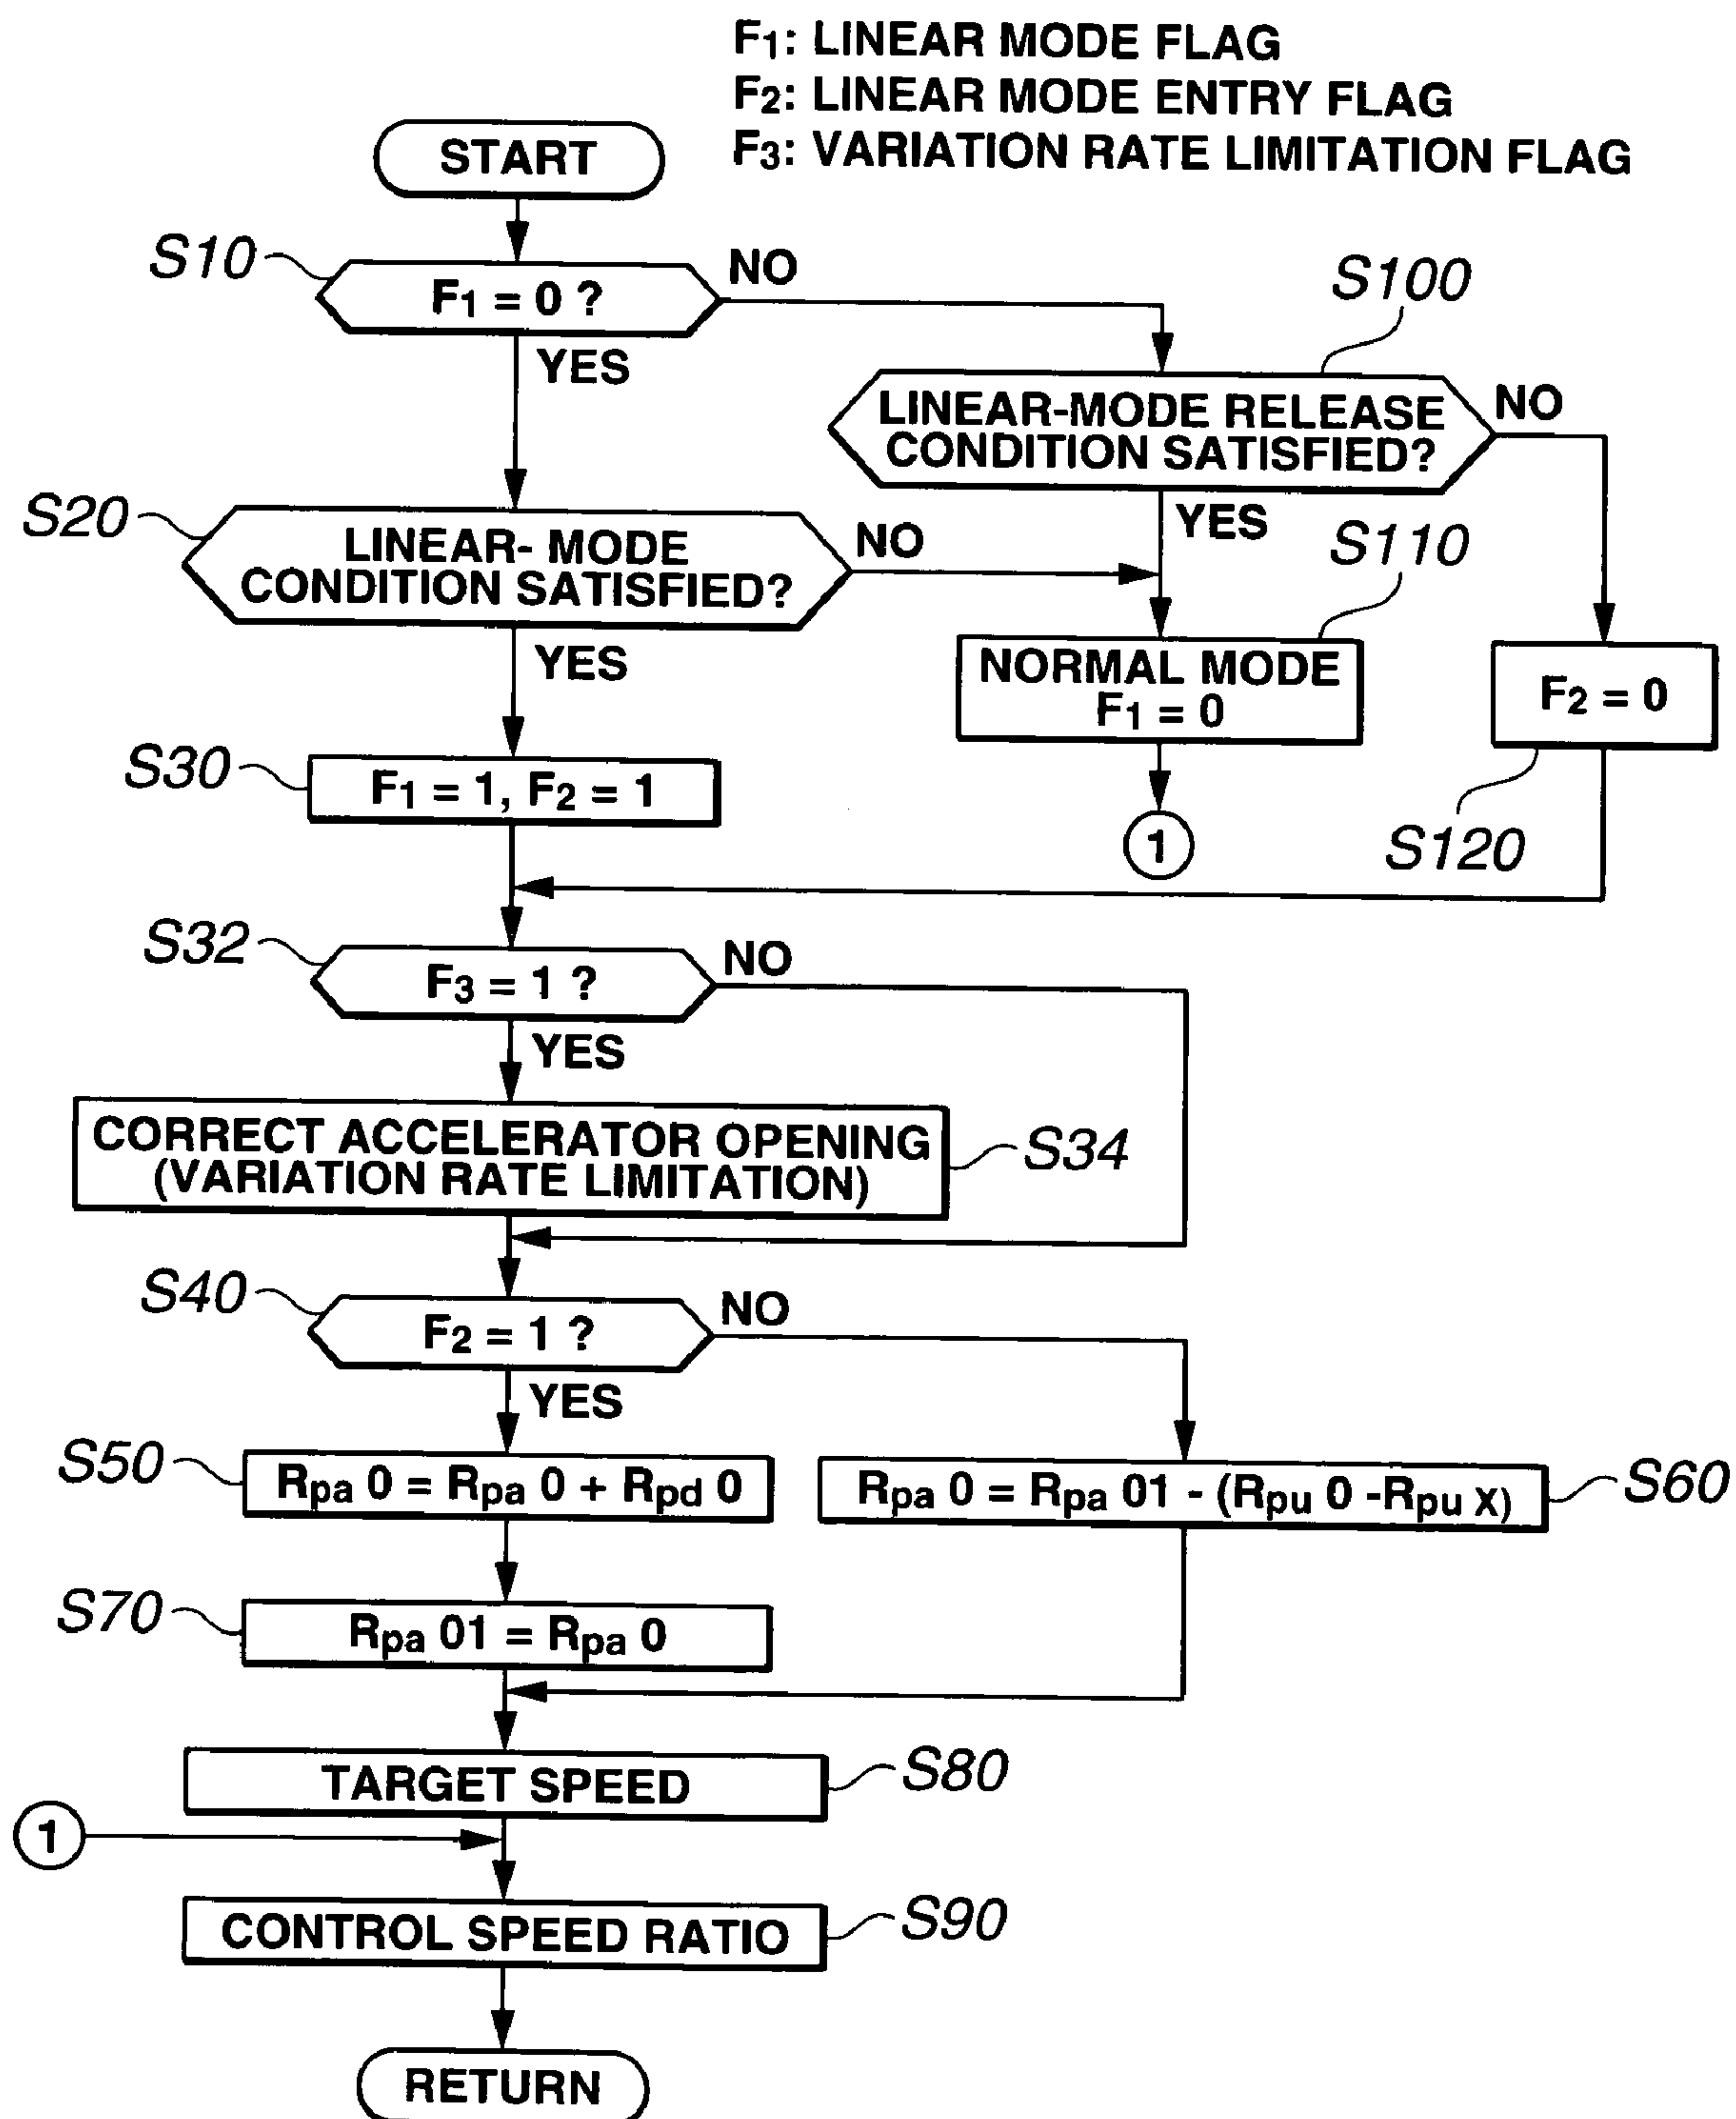 F1: LINEAR MODE FLAG
F2: LINEAR MODE ENTRY FLAG
F3: VARIATION RATE LIMITATION FLAG
START
S10
F1 = 0 ?
NO
YES
S100
LINEAR-MODE RELEASE
CONDITION SATISFIED?
NO
YES
S20
LINEAR- MODE
CONDITION SATISFIED?
NO
YES
S110
NORMAL MODE
F1 = 0
F2 = 0
S120
1
S30
F1 = 1, F2 = 1
S32
F3 = 1 ?
NO
YES
CORRECT ACCELERATOR OPENING
(VARIATION RATE LIMITATION)
S34
S40
F2 = 1 ?
NO
YES
S50
Rpa 0 = Rpa 0 + Rpd 0
Rpa 0 = Rpa 01 - (Rpu 0 -Rpu X)
S60
S70
Rpa 01 = Rpa 0
TARGET SPEED
S80
1
CONTROL SPEED RATIO
S90
RETURN